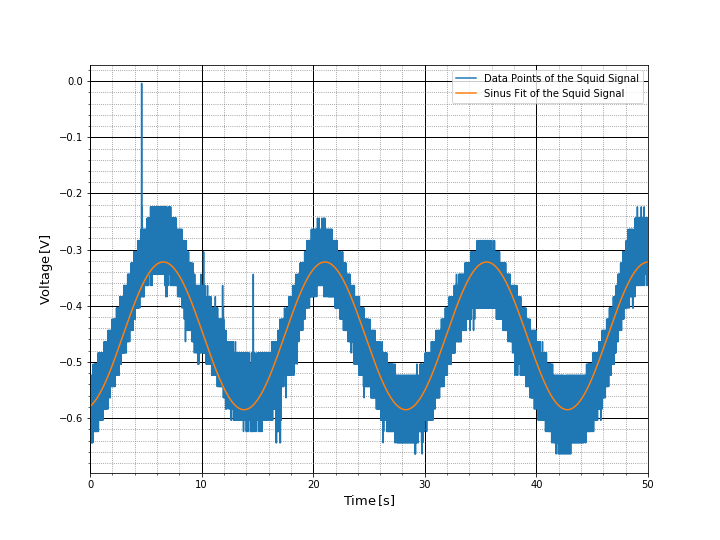 Data Points of the Squid Signal
Sinus Fit of the Squid Signal
0.0
−0.1
−0.2
−0.3
−0.4
−0.5
−0.6
Voltage [V]
0 10 20 30 40 50
Time [s]